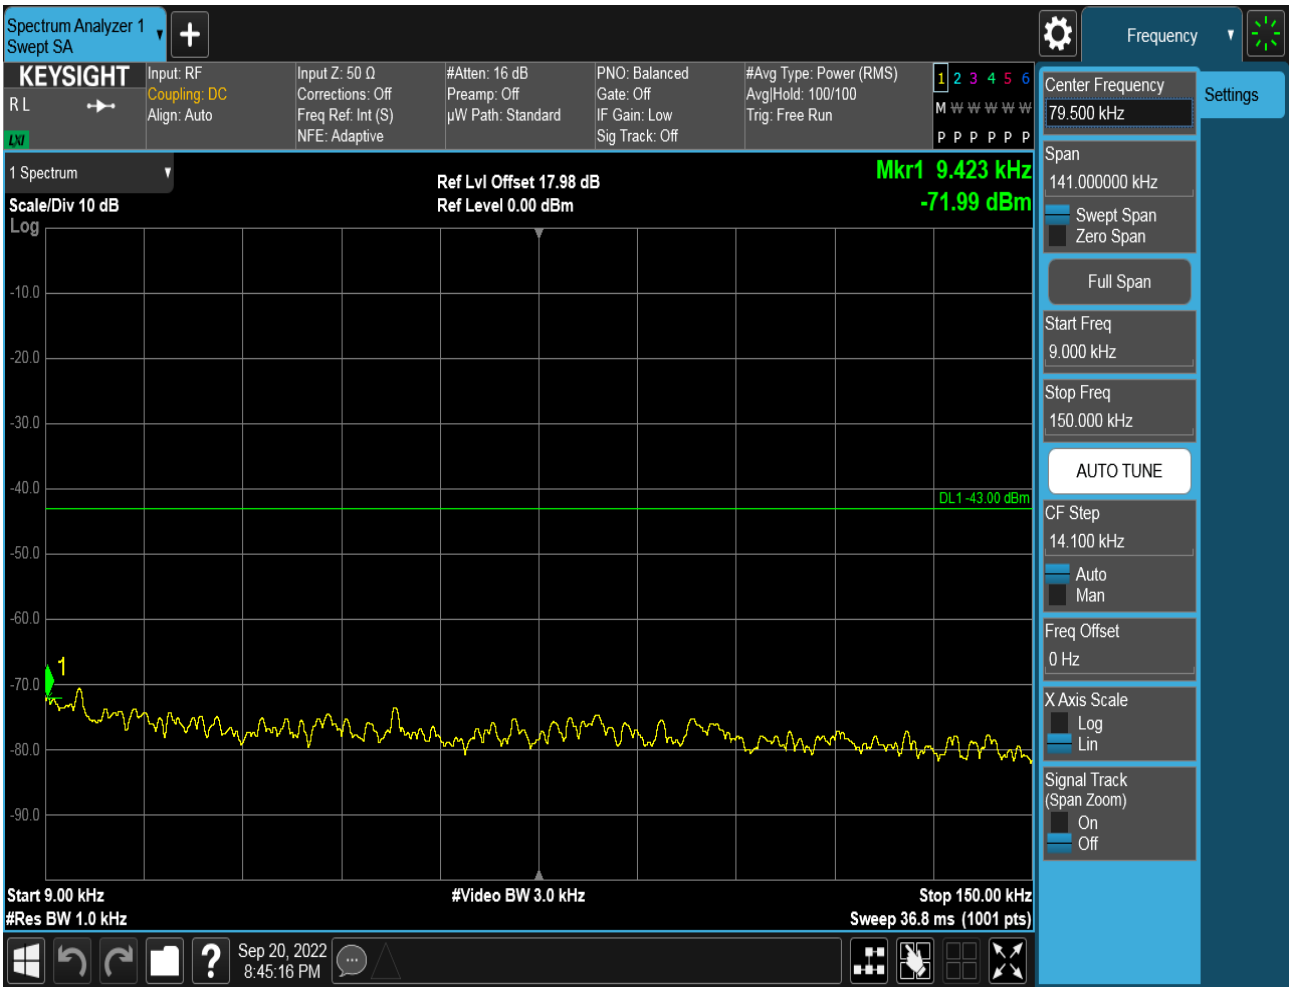 Spectrum Analyzer 1
Swept SA
Frequency
KEYSIGHT
R L
LXI
Input: RF
Coupling: DC
Align: Auto
Input Z: 50 Ω
Corrections: Off
Freq Ref: Int (S)
NFE: Adaptive
#Atten: 16 dB
Preamp: Off
µW Path: Standard
PNO: Balanced
Gate: Off
IF Gain: Low
Sig Track: Off
#Avg Type: Power (RMS)
Avg|Hold: 100/100
Trig: Free Run
1 2 3 4 5 6
M W W W W W
P P P P P P
1 Spectrum
Scale/Div 10 dB
Log
Ref Lvl Offset 17.98 dB
Ref Level 0.00 dBm
Mkr1 9.423 kHz
-71.99 dBm
-10.0
-20.0
-30.0
-40.0
DL1 -43.00 dBm
-50.0
-60.0
1
-70.0
-80.0
-90.0
Start 9.00 kHz
#Res BW 1.0 kHz
#Video BW 3.0 kHz
Stop 150.00 kHz
Sweep 36.8 ms (1001 pts)
Sep 20, 2022
8:45:16 PM
?
Center Frequency
79.500 kHz
Settings
Span
141.000000 kHz
Swept Span
Zero Span
Full Span
Start Freq
9.000 kHz
Stop Freq
150.000 kHz
AUTO TUNE
CF Step
14.100 kHz
Auto
Man
Freq Offset
0 Hz
X Axis Scale
Log
Lin
Signal Track
(Span Zoom)
On
Off